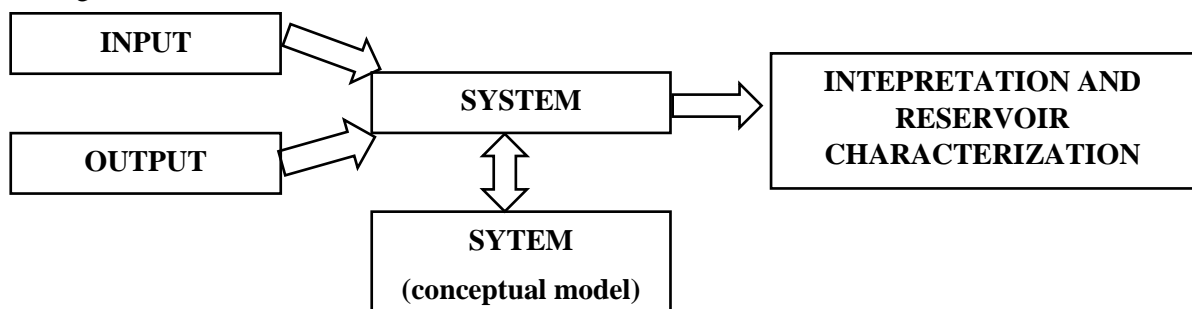 INPUT
OUTPUT
SYSTEM
SYTEM
(conceptual model)
INTEPRETATION AND
RESERVOIR
CHARACTERIZATION